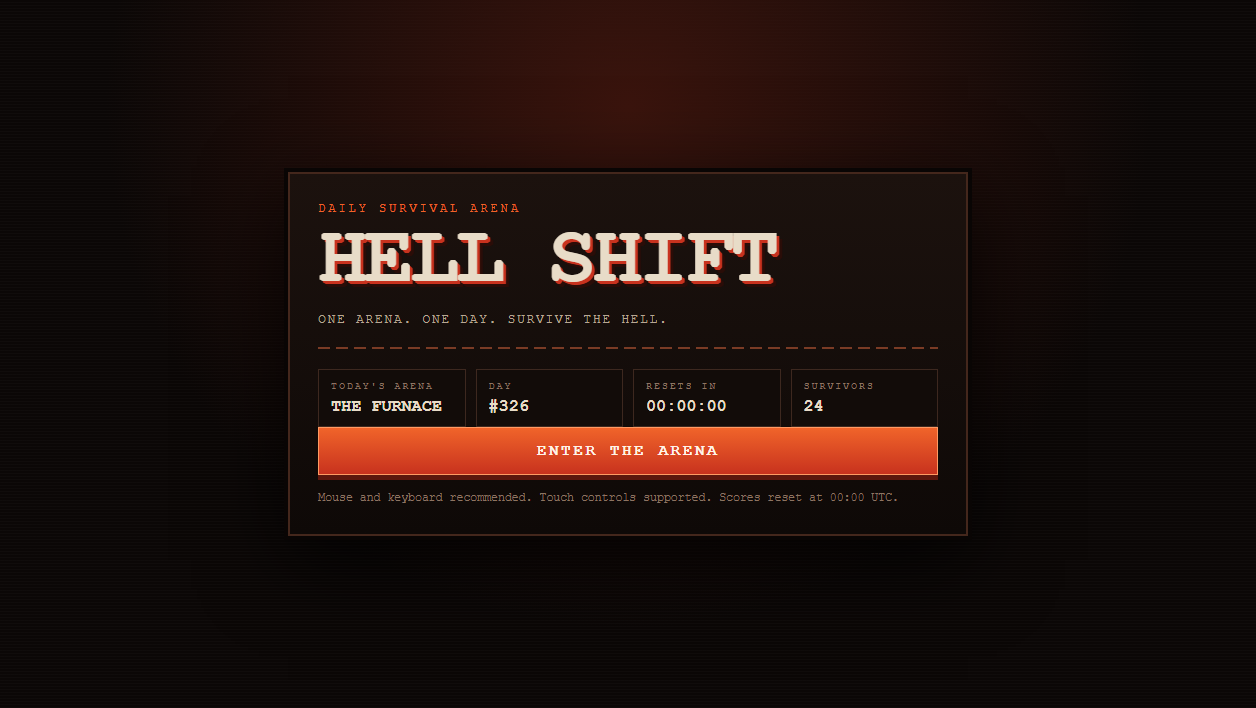 DAILY SURVIVAL ARENA
HELL SHIFT
ONE ARENA. ONE DAY. SURVIVE THE HELL.
TODAY'S ARENA
THE FURNACE
DAY
#326
RESETS IN
00:00:00
SURVIVORS
24
ENTER THE ARENA
Mouse and keyboard recommended. Touch controls supported. Scores reset at 00:00 UTC.